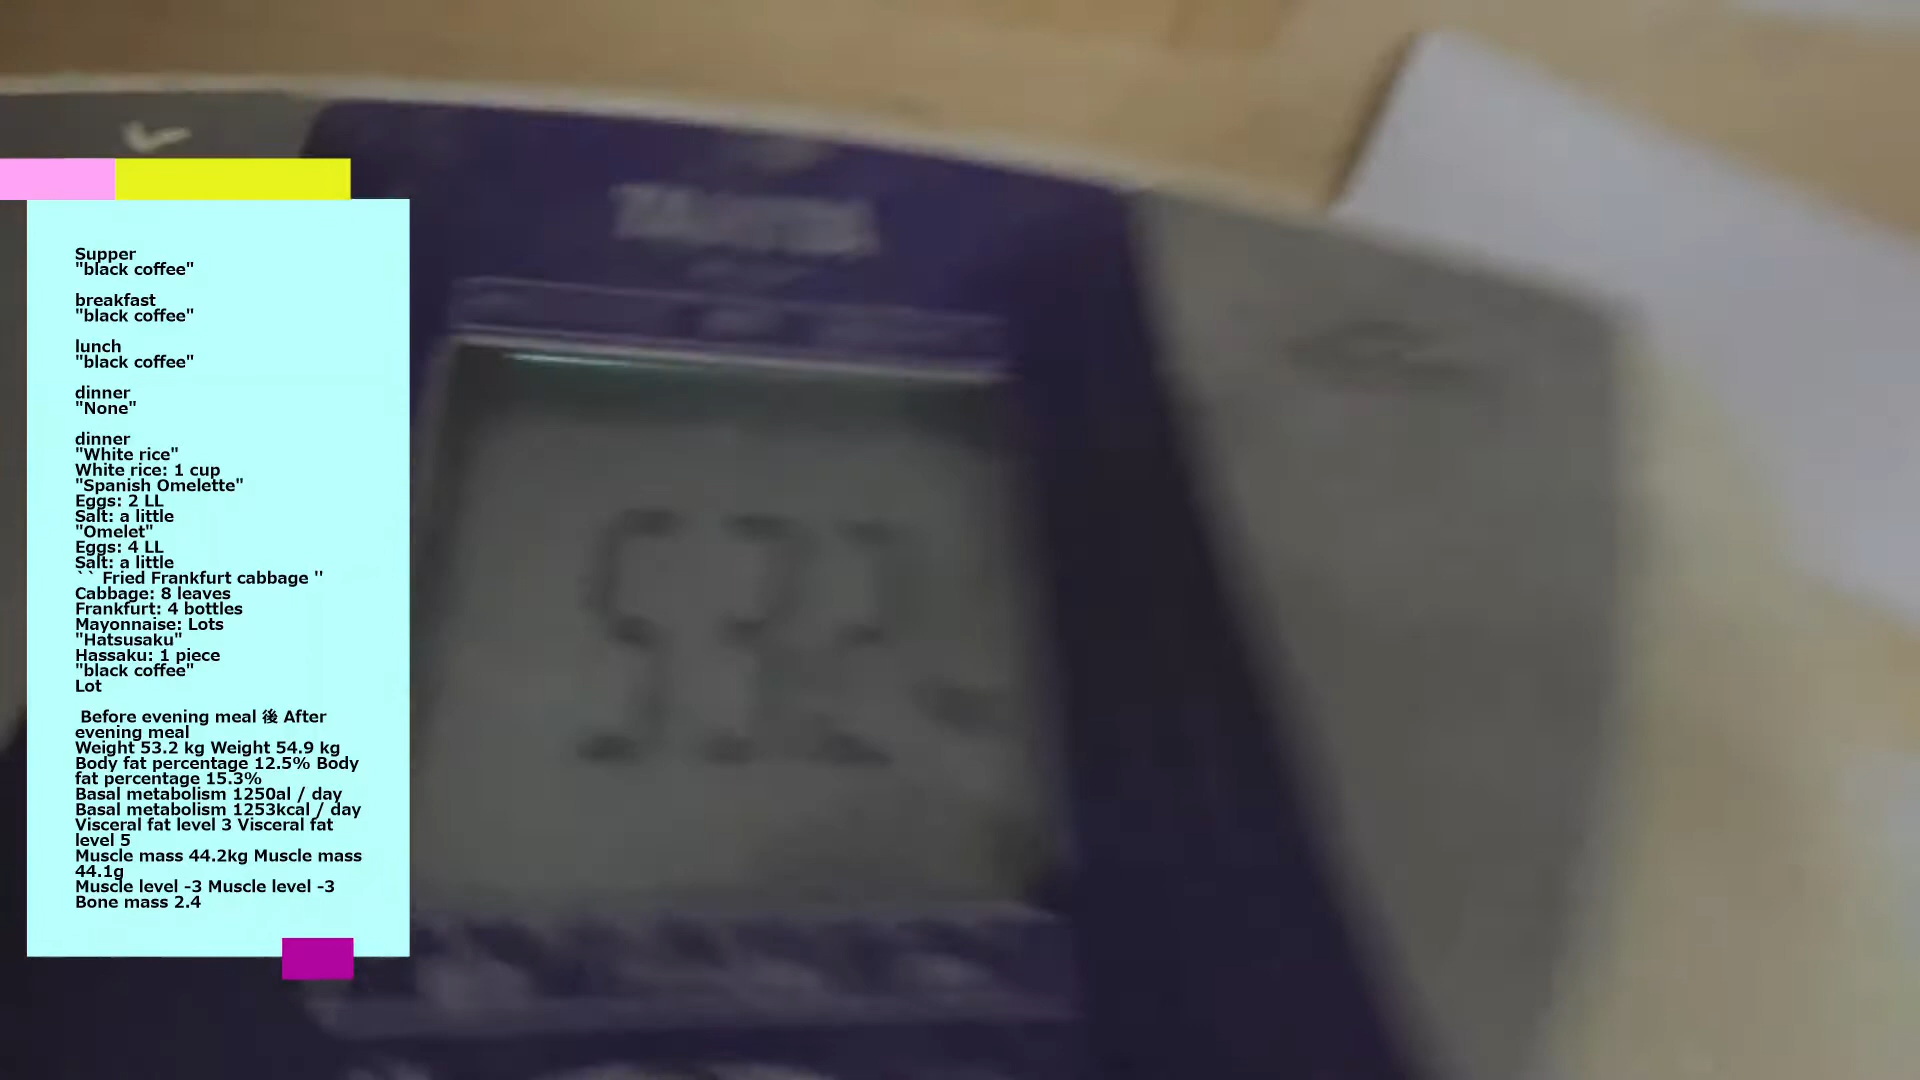 Supper
"black coffee"
breakfast
"black coffee"
lunch
"black coffee"
dinner
"None"
dinner
"White rice"
White rice: 1 cup
"Spanish Omelette"
Eggs: 2 LL
Salt: a little
"Omelet"
Eggs: 4 LL
Salt: a little
`` Fried Frankfurt cabbage ''
Cabbage: 8 leaves
Frankfurt: 4 bottles
Mayonnaise: Lots
"Hatsusaku"
Hassaku: 1 piece
"black coffee"
Lot
Before evening meal 後 After
evening meal
Weight 53.2 kg Weight 54.9 kg
Body fat percentage 12.5% Body
fat percentage 15.3%
Basal metabolism 1250al / day
Basal metabolism 1253kcal / day
Visceral fat level 3 Visceral fat
level 5
Muscle mass 44.2kg Muscle mass
44.1g
Muscle level -3 Muscle level -3
Bone mass 2.4
TANITA